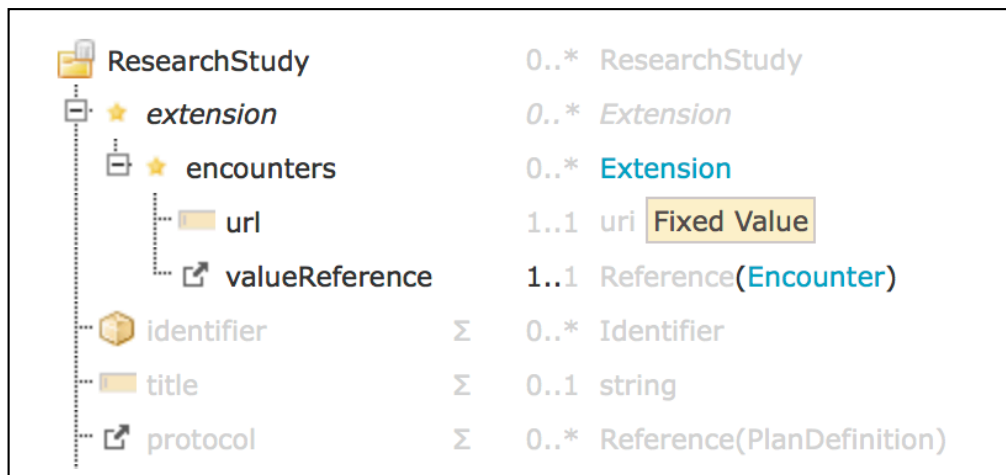 ResearchStudy 0..* ResearchStudy
extension 0..* Extension
encounters 0..* Extension
url 1..1 uri Fixed Value
valueReference 1..1 Reference(Encounter)
identifier Σ 0..* Identifier
title Σ 0..1 string
protocol Σ 0..* Reference(PlanDefinition)